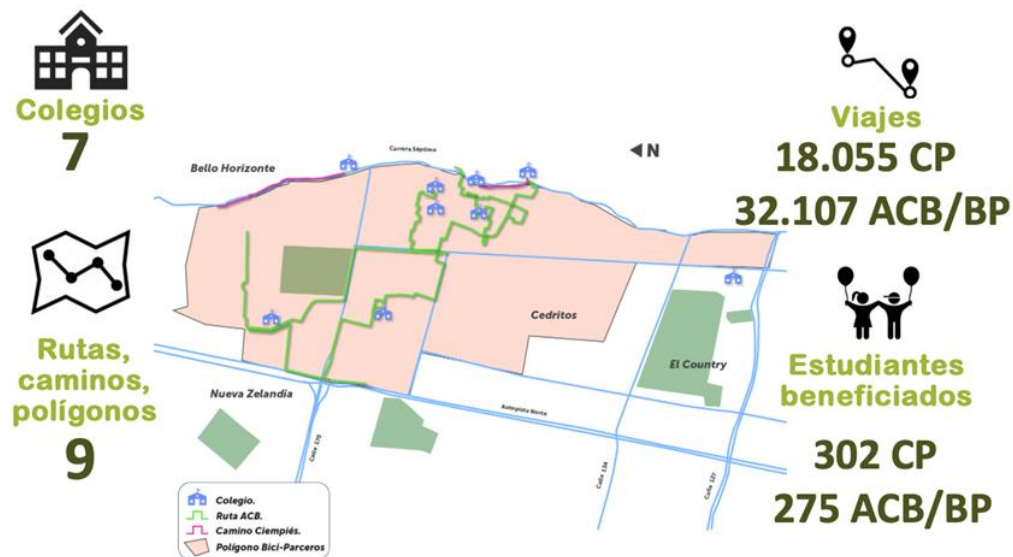 Colegios
7
Rutas,
caminos,
polígonos
9
Bello Horizonte
Carrera Séptima
N
Cedritos
El Country
Nueva Zelandia
Autopista Norte
Calle 170
Calle 134
Calle 127
Colegio.
Ruta ACB.
Camino Ciempiés.
Polígono Bici-Parceros
Viajes
18.055 CP
32.107 ACB/BP
Estudiantes
beneficiados
302 CP
275 ACB/BP